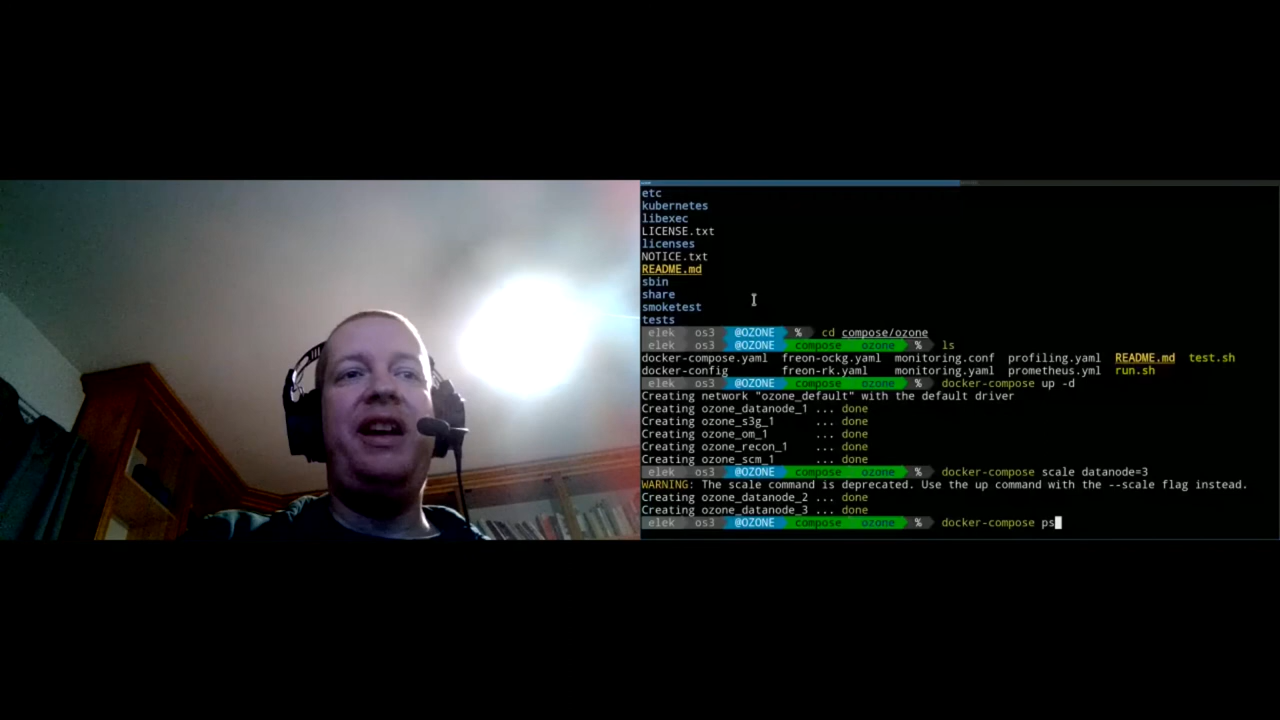 etc
kubernetes
libexec
LICENSE.txt
licenses
NOTICE.txt
README.md
sbin
share
smoketest
tests
elek os3 @OZONE % cd compose/ozone
elek os3 @OZONE compose ozone % ls
docker-compose.yaml freon-ockg.yaml monitoring.conf profiling.yaml README.md test.sh
docker-config freon-rk.yaml monitoring.yaml prometheus.yml run.sh
elek os3 @OZONE compose ozone % docker-compose up -d
Creating network "ozone_default" with the default driver
Creating ozone_datanode_1 ... done
Creating ozone_s3g_1 ... done
Creating ozone_om_1 ... done
Creating ozone_recon_1 ... done
Creating ozone_scm_1 ... done
elek os3 @OZONE compose ozone % docker-compose scale datanode=3
WARNING: The scale command is deprecated. Use the up command with the --scale flag instead.
Creating ozone_datanode_2 ... done
Creating ozone_datanode_3 ... done
elek os3 @OZONE compose ozone % docker-compose ps